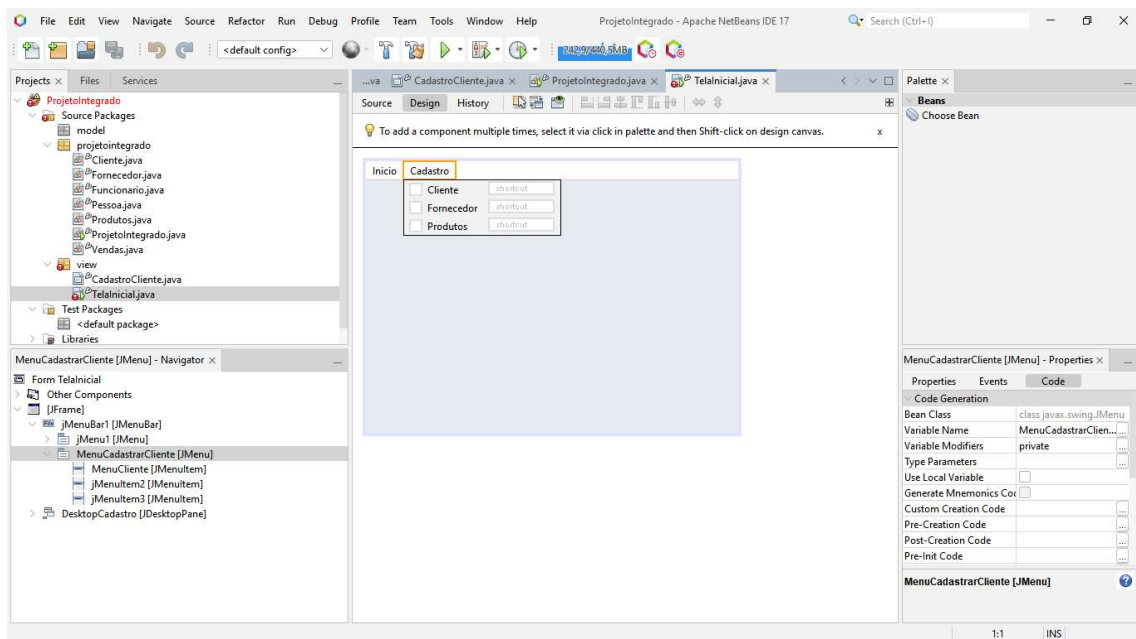 File Edit View Navigate Source Refactor Run Debug Profile Team Tools Window Help
ProjetoIntegrado - Apache NetBeans IDE 17
Search (Ctrl+I)
<default config>
242,9/440,5MB
Projects Files Services
ProjetoIntegrado
Source Packages
model
projetointegrado
Cliente.java
Fornecedor.java
Funcionario.java
Pessoa.java
Produtos.java
ProjetoIntegrado.java
Vendas.java
view
CadastroCliente.java
TelaInicial.java
Test Packages
<default package>
Libraries
MenuCadastrarCliente [JMenu] - Navigator
Form TelaInicial
Other Components
[JFrame]
jMenuBar1 [JMenuBar]
jMenu1 [JMenu]
MenuCadastrarCliente [JMenu]
MenuCliente [JMenuItem]
jMenuItem2 [JMenuItem]
jMenuItem3 [JMenuItem]
DesktopCadastro [JDesktopPane]
...va CadastroCliente.java ProjetoIntegrado.java TelaInicial.java
Source Design History
To add a component multiple times, select it via click in palette and then Shift-click on design canvas. x
Inicio Cadastro
Cliente shortcut
Fornecedor shortcut
Produtos shortcut
Palette
Beans
Choose Bean
MenuCadastrarCliente [JMenu] - Properties
Properties Events Code
Code Generation
Bean Class class javax.swing.JMenu
Variable Name MenuCadastrarClien...
Variable Modifiers private
Type Parameters
Use Local Variable
Generate Mnemonics Coc
Custom Creation Code
Pre-Creation Code
Post-Creation Code
Pre-Init Code
MenuCadastrarCliente [JMenu]
1:1 INS